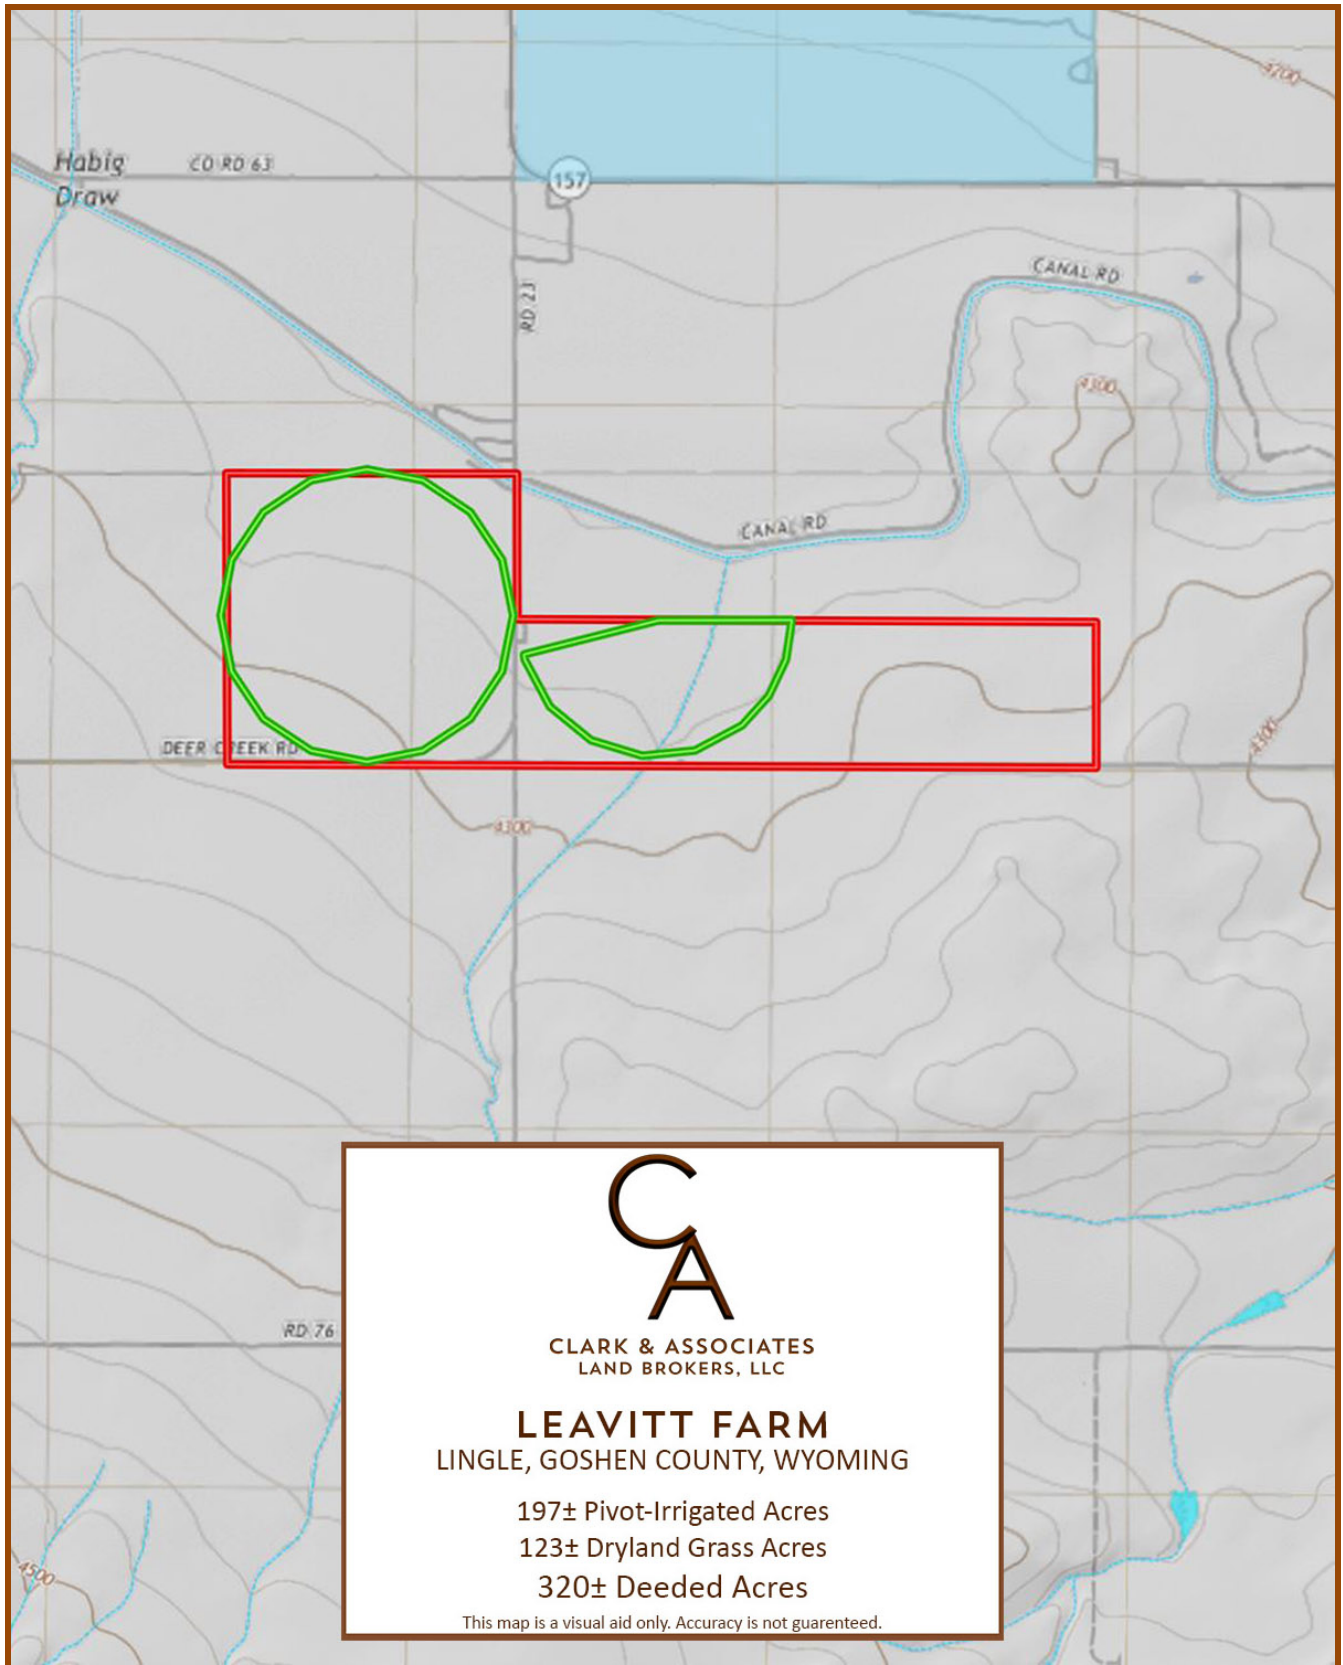 4200
Habig
Draw
CO RD 63
157
RD 23
CANAL RD
4300
CANAL RD
DEER CREEK RD
4300
4300
RD 76
4500
CA
CLARK & ASSOCIATES
LAND BROKERS, LLC
LEAVITT FARM
LINGLE, GOSHEN COUNTY, WYOMING
197± Pivot-Irrigated Acres
123± Dryland Grass Acres
320± Deeded Acres
This map is a visual aid only. Accuracy is not guarenteed.